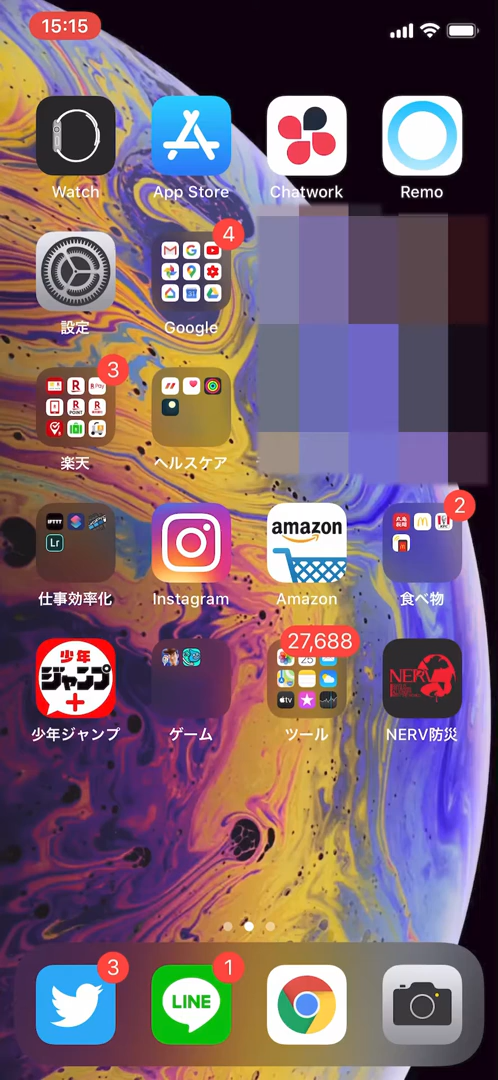 15:15
Watch
App Store
Chatwork
Remo
設定
4
Google
3
楽天
ヘルスケア
仕事効率化
Instagram
amazon
Amazon
2
食べ物
少年
ジャンプ
+
少年ジャンプ
ゲーム
27,688
ツール
NERV
NERV防災
3
1
LINE